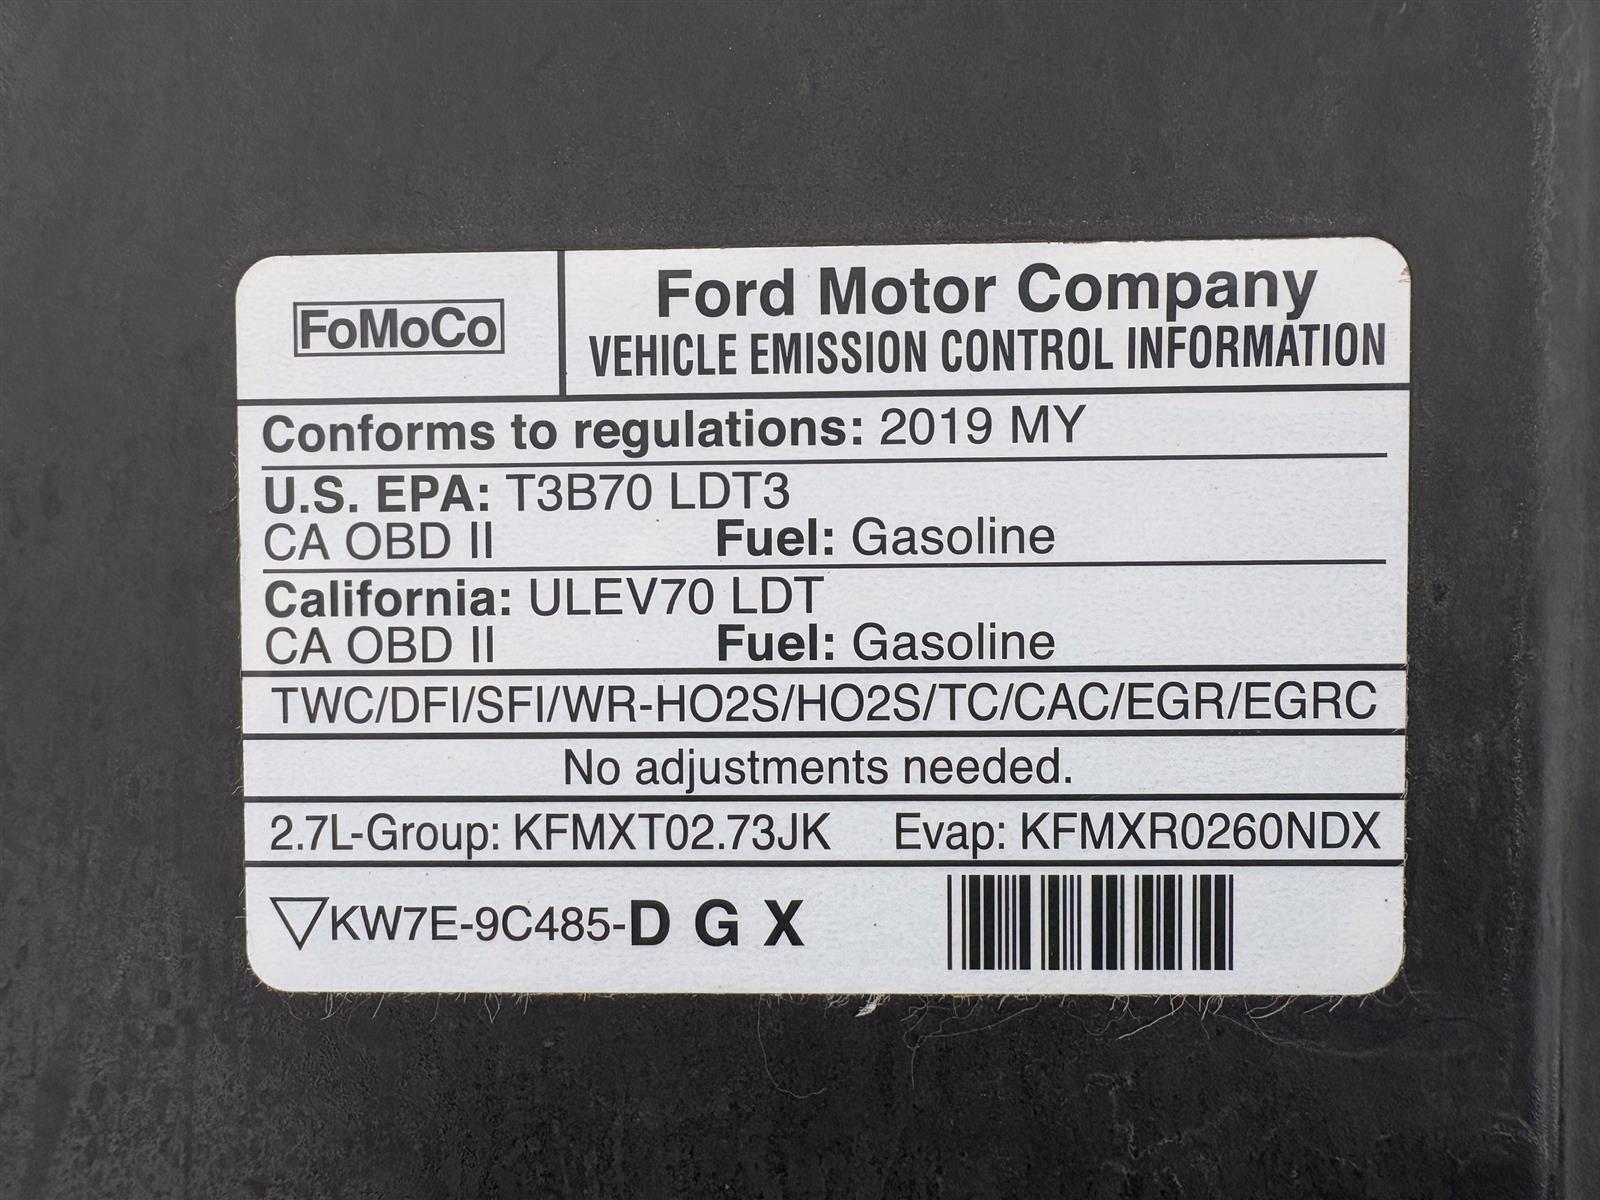 FoMoCo
Ford Motor Company
VEHICLE EMISSION CONTROL INFORMATION
Conforms to regulations: 2019 MY
U.S. EPA: T3B70 LDT3
CA OBD II Fuel: Gasoline
California: ULEV70 LDT
CA OBD II Fuel: Gasoline
TWC/DFI/SFI/WR-HO2S/HO2S/TC/CAC/EGR/EGRC
No adjustments needed.
2.7L-Group: KFMXT02.73JK Evap: KFMXR0260NDX
▽KW7E-9C485-D G X